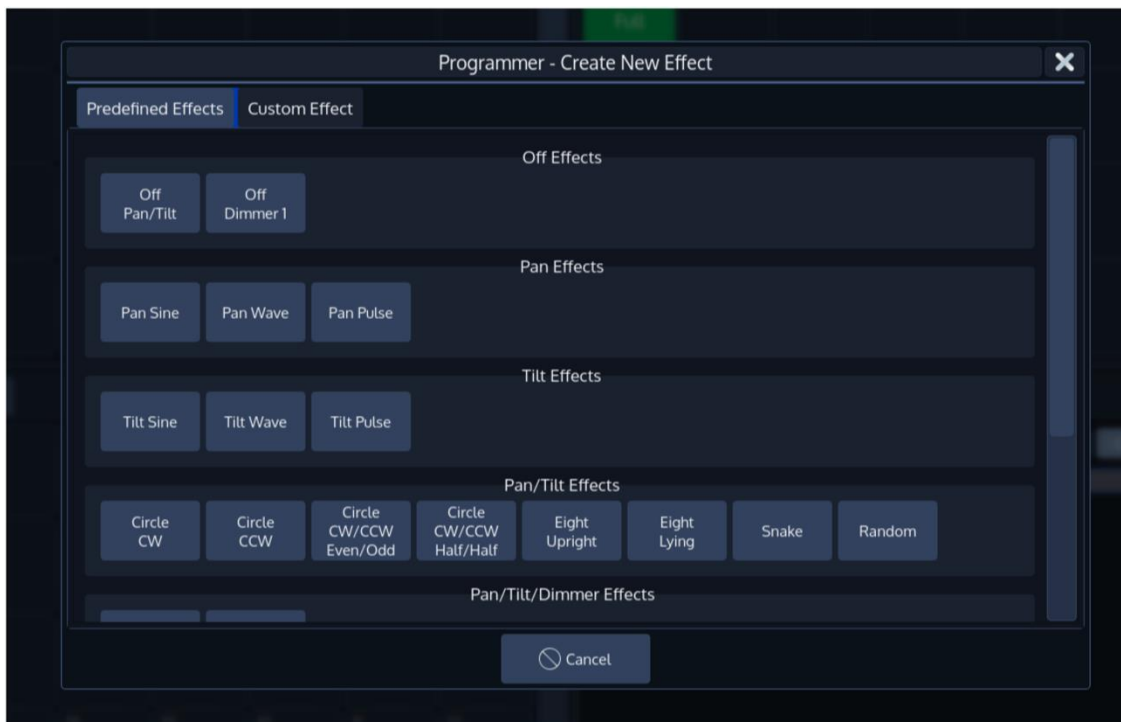 Full
Programmer - Create New Effect
Predefined Effects
Custom Effect
Off Effects
Off
Pan/Tilt
Off
Dimmer 1
Pan Effects
Pan Sine
Pan Wave
Pan Pulse
Tilt Effects
Tilt Sine
Tilt Wave
Tilt Pulse
Pan/Tilt Effects
Circle
CW
Circle
CCW
Circle
CW/CCW
Even/Odd
Circle
CW/CCW
Half/Half
Eight
Upright
Eight
Lying
Snake
Random
Pan/Tilt/Dimmer Effects
Cancel